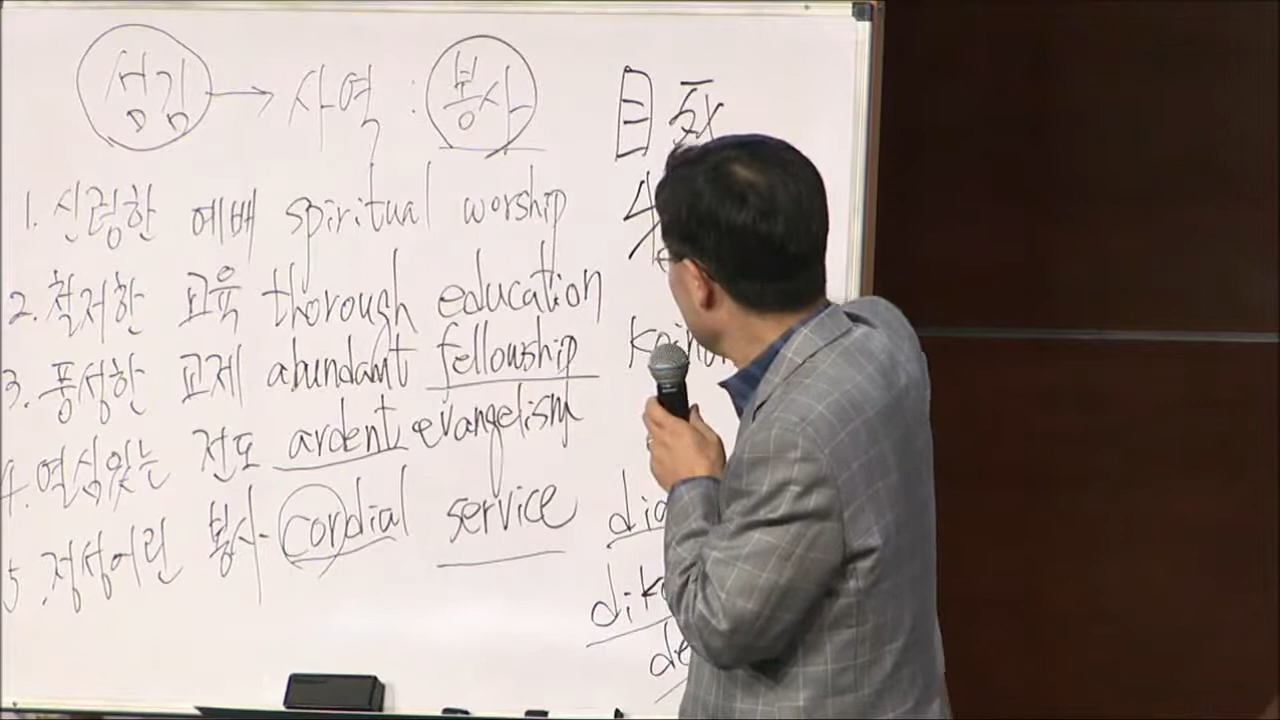 섬김 → 사역 : 봉사
1. 신령한 예배 spiritual worship
2. 철저한 교육 thorough education
3. 풍성한 교제 abundant fellowship
4. 열심있는 전도 ardent evangelism
5. 정성어린 봉사 cordial service
目